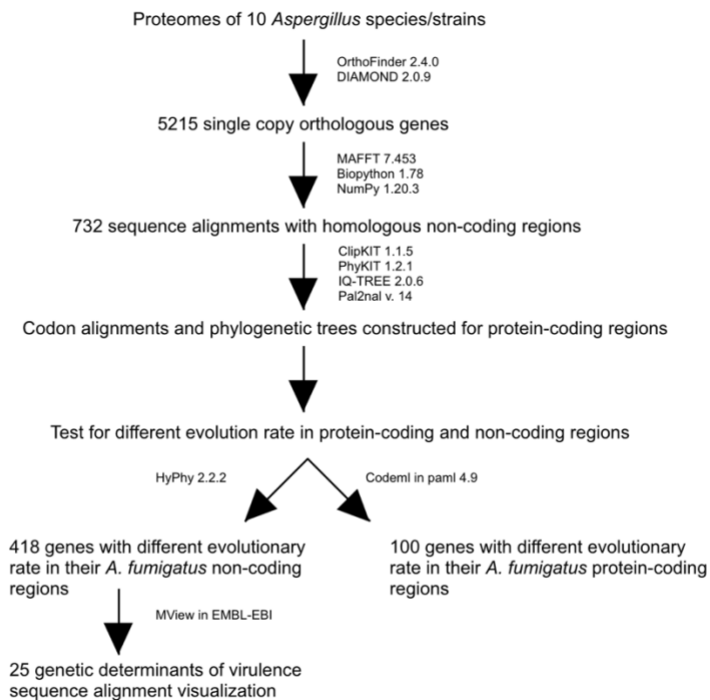 Proteomes of 10 Aspergillus species/strains
OrthoFinder 2.4.0
DIAMOND 2.0.9
5215 single copy orthologous genes
MAFFT 7.453
Biopython 1.78
NumPy 1.20.3
732 sequence alignments with homologous non-coding regions
ClipKIT 1.1.5
PhyKIT 1.2.1
IQ-TREE 2.0.6
Pal2nal v. 14
Codon alignments and phylogenetic trees constructed for protein-coding regions
Test for different evolution rate in protein-coding and non-coding regions
HyPhy 2.2.2
Codeml in paml 4.9
418 genes with different evolutionary
rate in their A. fumigatus non-coding
regions
100 genes with different evolutionary
rate in their A. fumigatus protein-coding
regions
MView in EMBL-EBI
25 genetic determinants of virulence
sequence alignment visualization